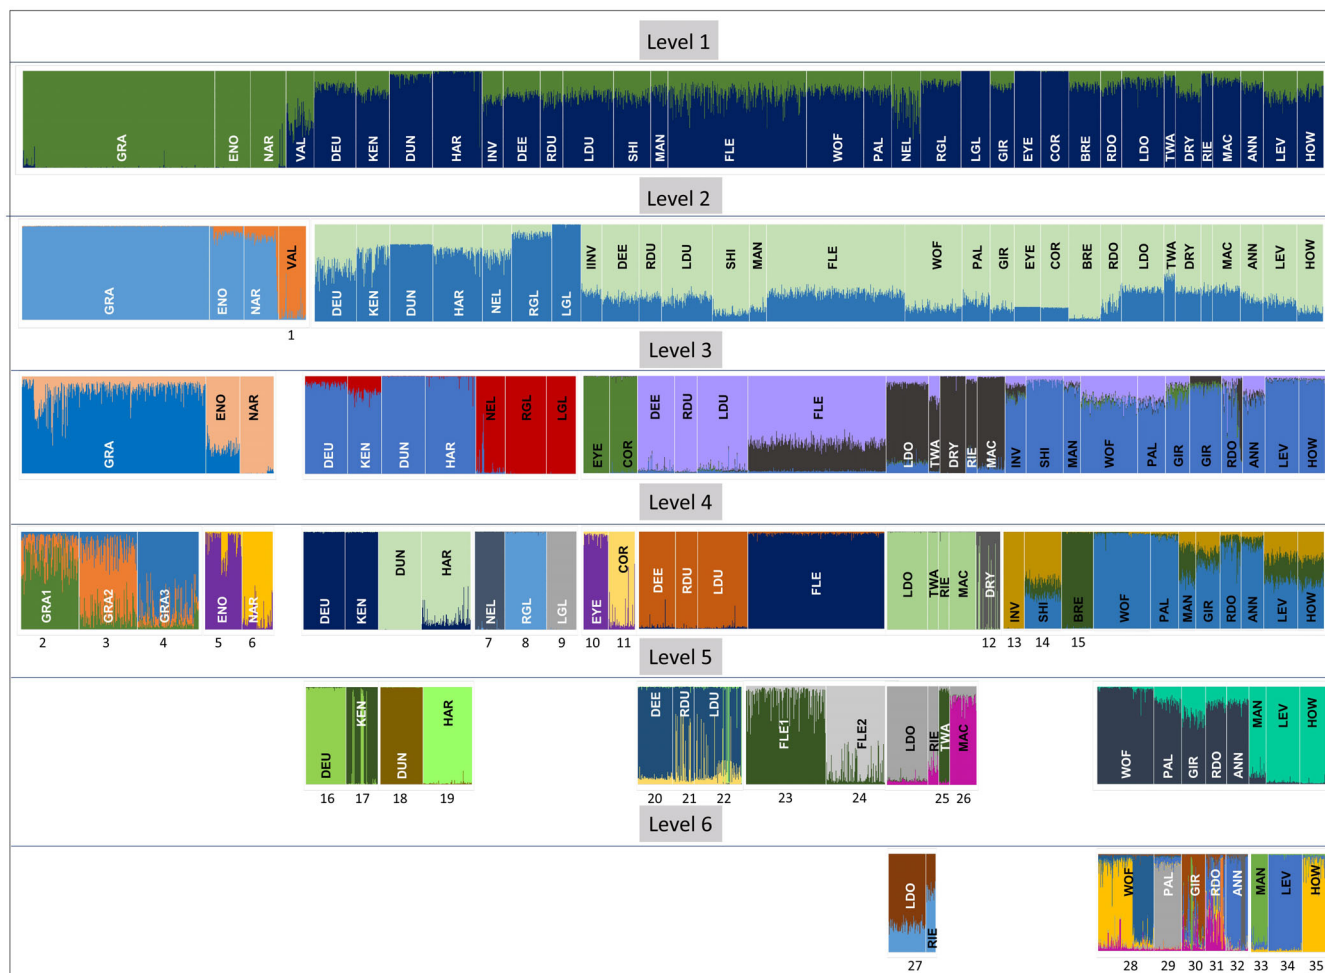 Level 1
GRA ENO NAR VAL DEU KEN DUN HAR INV DEE RDU LDU SHI MAN FLE WOF PAL NEL RGL LGL GIR EYE COR BRE RDO LDO TWA DRY RIE MAC ANN LEV HOW
Level 2
GRA ENO NAR VAL DEU KEN DUN HAR NEL RGL LGL IINV DEE RDU LDU SHI MAN FLE WOF PAL GIR EYE COR BRE RDO LDO TWA DRY MAC ANN LEV HOW
1
Level 3
GRA ENO NAR DEU KEN DUN HAR NEL RGL LGL EYE COR DEE RDU LDU FLE LDO TWA DRY RIE MAC INV SHI MAN WOF PAL GIR GIR RDO ANN LEV HOW
Level 4
GRA1 GRA2 GRA3 ENO NAR DEU KEN DUN HAR NEL RGL LGL EYE COR DEE RDU LDU FLE LDO TWA RIE MAC DRY INV SHI BRE WOF PAL MAN GIR RDO ANN LEV HOW
2 3 4 5 6 7 8 9 10 11 12 13 14 15
Level 5
DEU KEN DUN HAR DEE RDU LDU FLE1 FLE2 LDO RIE TWA MAC WOF PAL GIR RDO ANN MAN LEV HOW
16 17 18 19 20 21 22 23 24 25 26
Level 6
LDO RIE WOF PAL GIR RDO ANN MAN LEV HOW
27 28 29 30 31 32 33 34 35